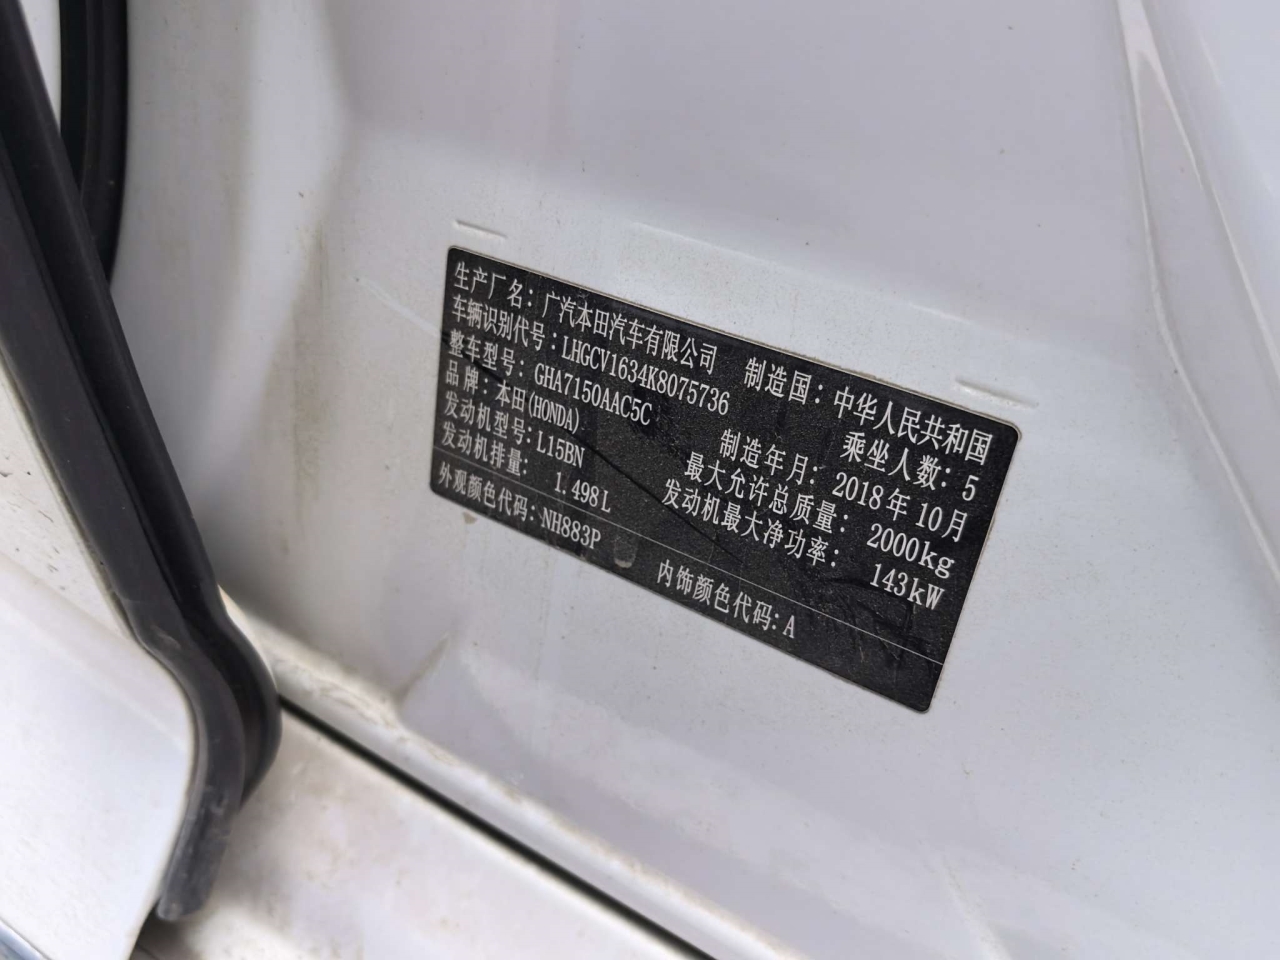 生产厂名：广汽本田汽车有限公司 制造国：中华人民共和国
车辆识别代号：LHGCV1634K8075736 乘坐人数：5
整车型号：GHA7150AAC5C 制造年月：2018年10月
品牌：本田(HONDA) 最大允许总质量：2000kg
发动机型号：L15BN 发动机最大净功率：143kW
发动机排量：1.498L
外观颜色代码：NH883P 内饰颜色代码：A